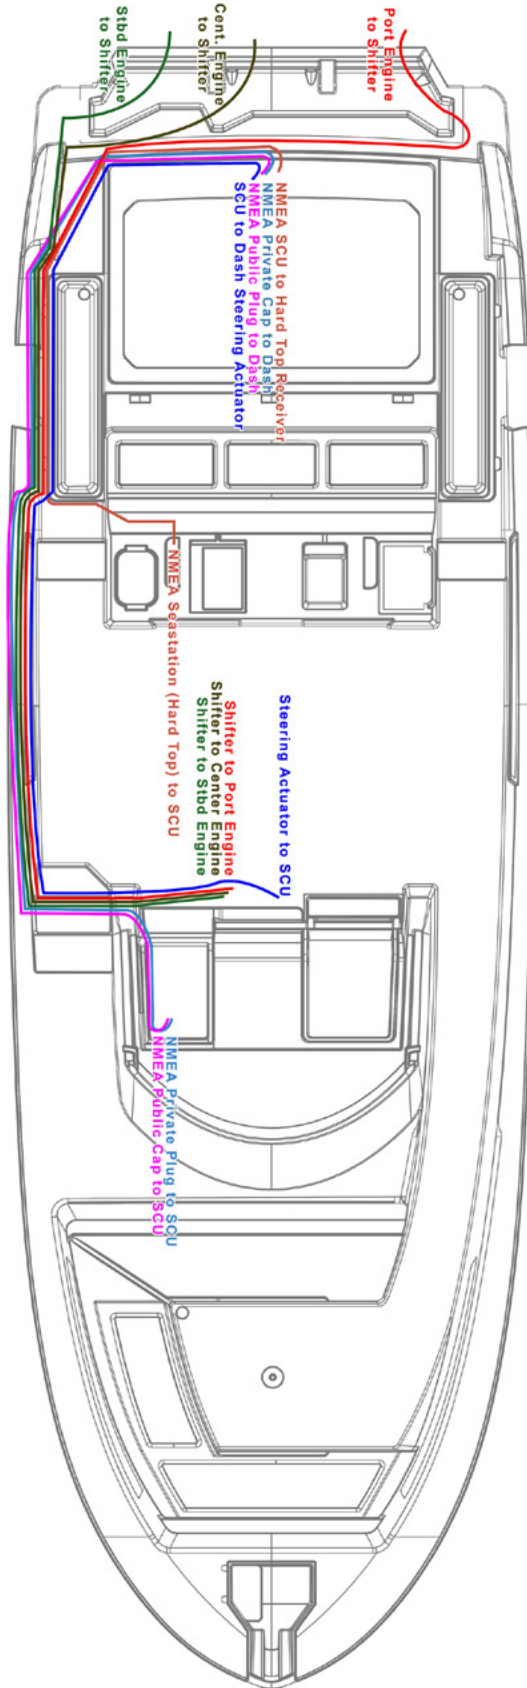 Port Engine
to Shifter
Cent. Engine
to Shifter
Stbd Engine
to Shifter
NMEA SCU to Hard Top Receiver
NMEA Private Cap to Dash
NMEA Public Plug to Dash
SCU to Dash Steering Actuator
NMEA Seastation (Hard Top) to SCU
Steering Actuator to SCU
Shifter to Port Engine
Shifter to Center Engine
Shifter to Stbd Engine
NMEA Private Plug to SCU
NMEA Public Cap to SCU